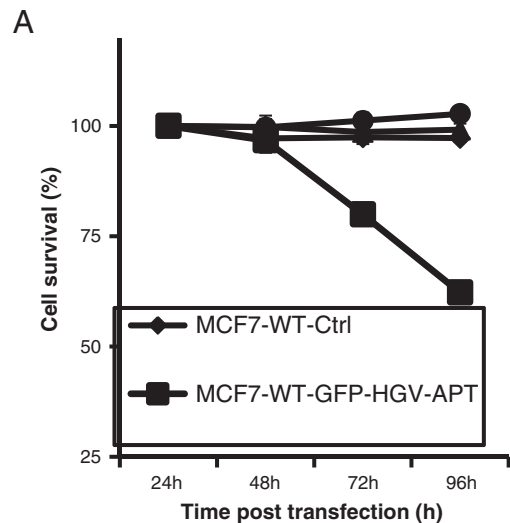 A
Cell survival (%)
100
75
50
25
MCF7-WT-Ctrl
MCF7-WT-GFP-HGV-APT
24h 48h 72h 96h
Time post transfection (h)